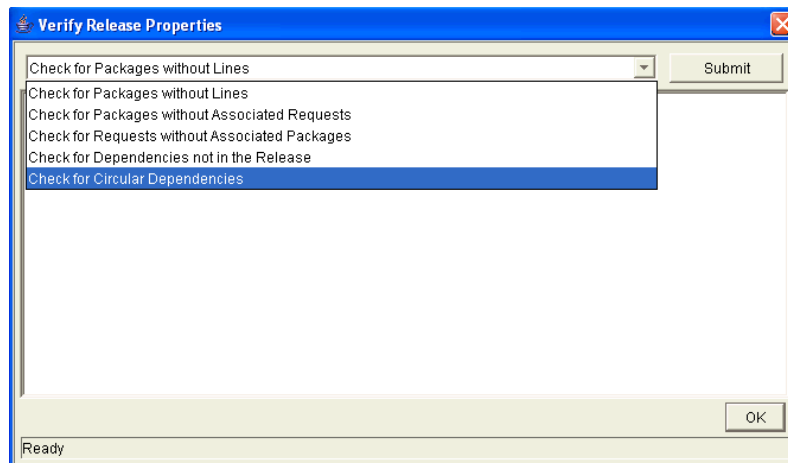 Verify Release Properties
Check for Packages without Lines
Submit
Check for Packages without Lines
Check for Packages without Associated Requests
Check for Requests without Associated Packages
Check for Dependencies not in the Release
Check for Circular Dependencies
OK
Ready